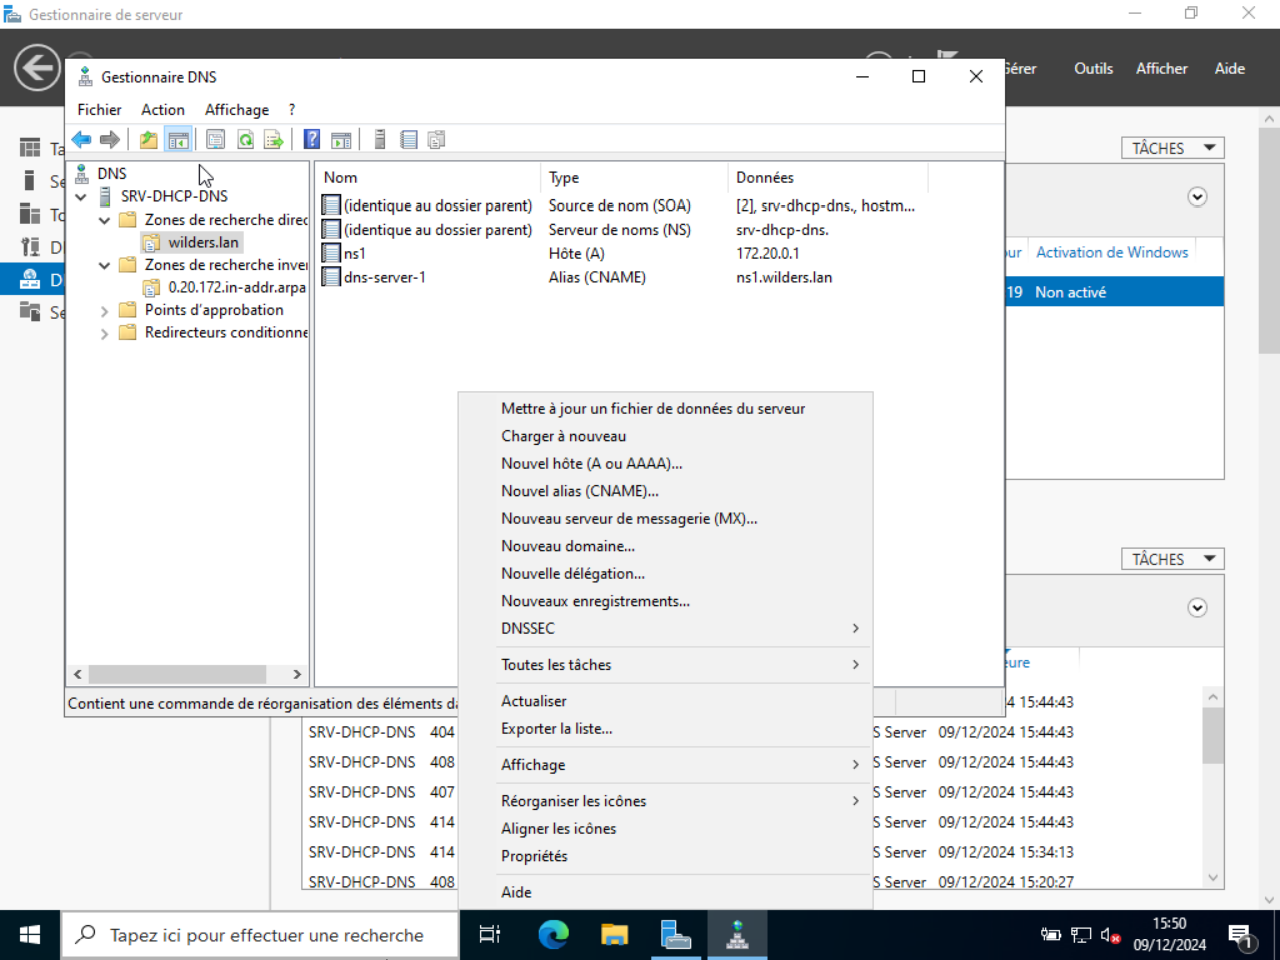 Gestionnaire de serveur
Gérer Outils Afficher Aide
Gestionnaire DNS
Fichier Action Affichage ?
DNS
SRV-DHCP-DNS
Zones de recherche direc
wilders.lan
Zones de recherche inver
0.20.172.in-addr.arpa
Points d'approbation
Redirecteurs conditionne
Nom Type Données
(identique au dossier parent) Source de nom (SOA) [2], srv-dhcp-dns., hostm...
(identique au dossier parent) Serveur de noms (NS) srv-dhcp-dns.
ns1 Hôte (A) 172.20.0.1
dns-server-1 Alias (CNAME) ns1.wilders.lan
Contient une commande de réorganisation des éléments da
Mettre à jour un fichier de données du serveur
Charger à nouveau
Nouvel hôte (A ou AAAA)...
Nouvel alias (CNAME)...
Nouveau serveur de messagerie (MX)...
Nouveau domaine...
Nouvelle délégation...
Nouveaux enregistrements...
DNSSEC
Toutes les tâches
Actualiser
Exporter la liste...
Affichage
Réorganiser les icônes
Aligner les icônes
Propriétés
Aide
TÂCHES
our Activation de Windows
19 Non activé
TÂCHES
eure
4 15:44:43
SRV-DHCP-DNS 404 S Server 09/12/2024 15:44:43
SRV-DHCP-DNS 408 S Server 09/12/2024 15:44:43
SRV-DHCP-DNS 407 S Server 09/12/2024 15:44:43
SRV-DHCP-DNS 414 S Server 09/12/2024 15:44:43
SRV-DHCP-DNS 414 S Server 09/12/2024 15:34:13
SRV-DHCP-DNS 408 S Server 09/12/2024 15:20:27
Tapez ici pour effectuer une recherche
15:50
09/12/2024
1